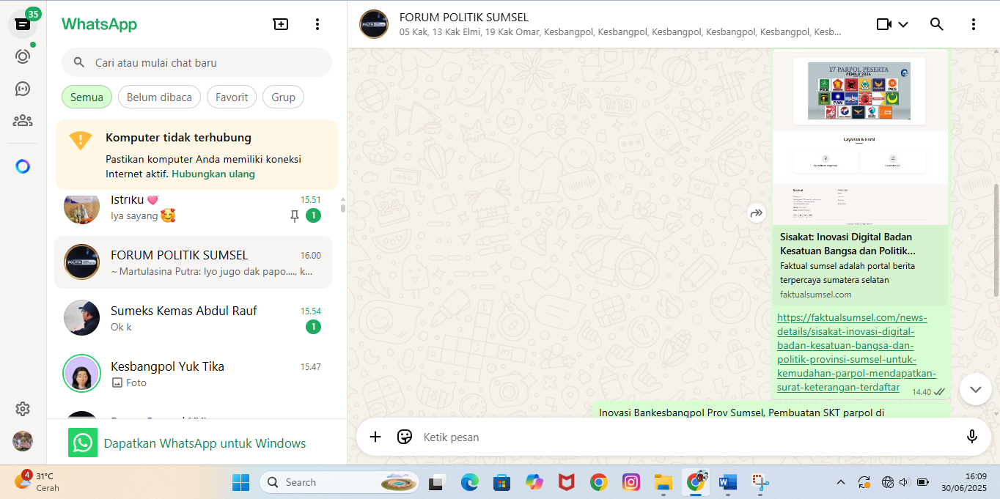 35
WhatsApp
Cari atau mulai chat baru
Semua
Belum dibaca
Favorit
Grup
Komputer tidak terhubung
Pastikan komputer Anda memiliki koneksi
Internet aktif. Hubungkan ulang
Istriku 15.51
Iya sayang 1
FORUM POLITIK SUMSEL 16.00
~ Martulasina Putra: Iyo jugo dak papo...., k...
Sumeks Kemas Abdul Rauf 15.54
Ok k 1
Kesbangpol Yuk Tika 15.47
Foto
Dapatkan WhatsApp untuk Windows
FORUM POLITIK SUMSEL
05 Kak, 13 Kak Elmi, 19 Kak Omar, Kesbangpol, Kesbangpol, Kesbangpol, Kesbangpol, Kesbangpol, Kesb...
17 PARPOL PESERTA
PEMILU 2024
PKB
PKS
PAN
Layanan & Kami
Sisakat
Sisakat: Inovasi Digital Badan
Kesatuan Bangsa dan Politik...
Faktual sumsel adalah portal berita
terpercaya sumatera selatan
faktualsumsel.com
https://faktualsumsel.com/news-
details/sisakat-inovasi-digital-
badan-kesatuan-bangsa-dan-
politik-provinsi-sumsel-untuk-
kemudahan-parpol-mendapatkan-
surat-keterangan-terdaftar 14.40
Inovasi Bankesbangpol Prov Sumsel, Pembuatan SKT parpol di
Ketik pesan
4
31°C
Cerah
Search
16:09
30/06/2025